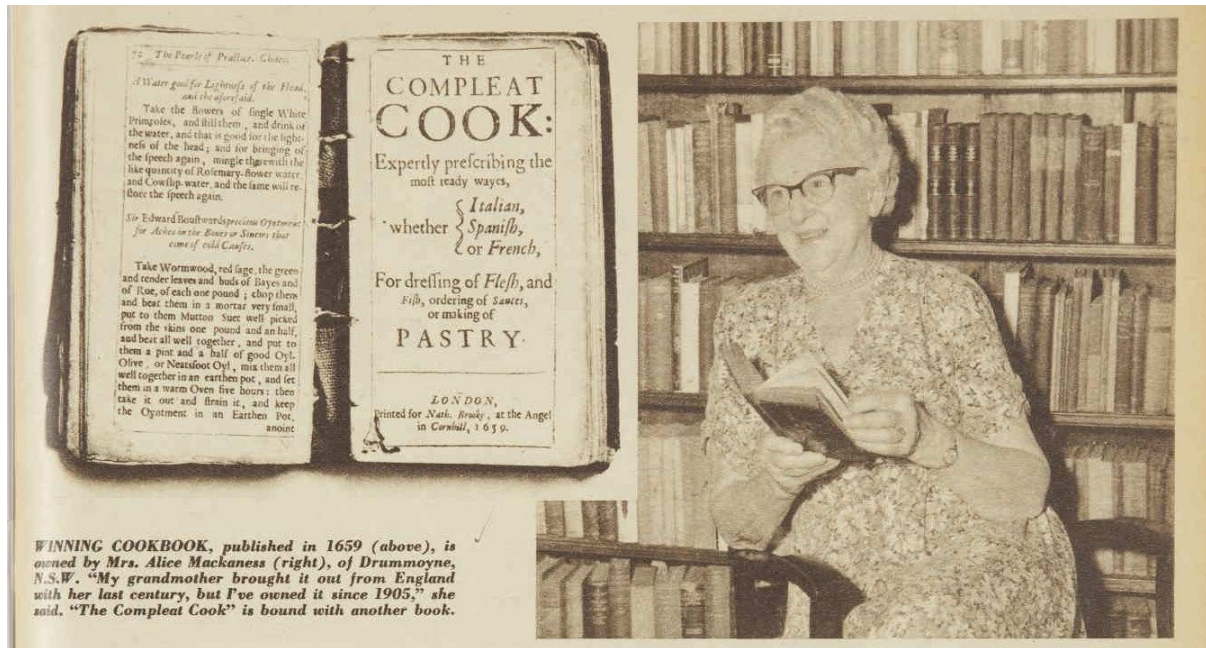 72 The Pearle of Practice. Choice
A Water good for Lightneſs of the Head,
and the aforeſaid.
Take the flowers of ſingle White
Primroſes, and ſtill them, and drink of
the water, and that is good for the light-
neſs of the head; and for bringing of
the ſpeech again, mingle therewith the
like quantity of Roſemary-flower water,
and Cowſlip-water, and the ſame will re-
ſtore the ſpeech again.
Sir Edward Bouſtwards precious Oyntment
for Aches in the Bones or Sinews that
come of cold Cauſes.
Take Wormwood, red ſage, the green
and tender leaves and buds of Bayes and
of Rue, of each one pound; chop them
and beat them in a mortar very ſmall,
put to them Mutton Suet well picked
from the skins one pound and an half,
and beat all well together, and put to
them a pint and a half of good Oyl-
Olive, or Neatsfoot Oyl, mix them all
well together in an earthen pot, and ſet
them in a warm Oven five hours: then
take it out and ſtrain it, and keep
the Oyntment in an Earthen Pot,
anoint
THE
COMPLEAT
COOK:
Expertly preſcribing the
moſt ready wayes,
whether { Italian,
Spaniſh,
or French,
For dreſſing of Fleſh, and
Fiſh, ordering of Sauces,
or making of
PASTRY.
LONDON,
Printed for Nath. Brooke, at the Angel
in Cornhill, 1659.
WINNING COOKBOOK, published in 1659 (above), is
owned by Mrs. Alice Mackaness (right), of Drummoyne,
N.S.W. “My grandmother brought it out from England
with her last century, but I’ve owned it since 1905,” she
said. “The Compleat Cook” is bound with another book.